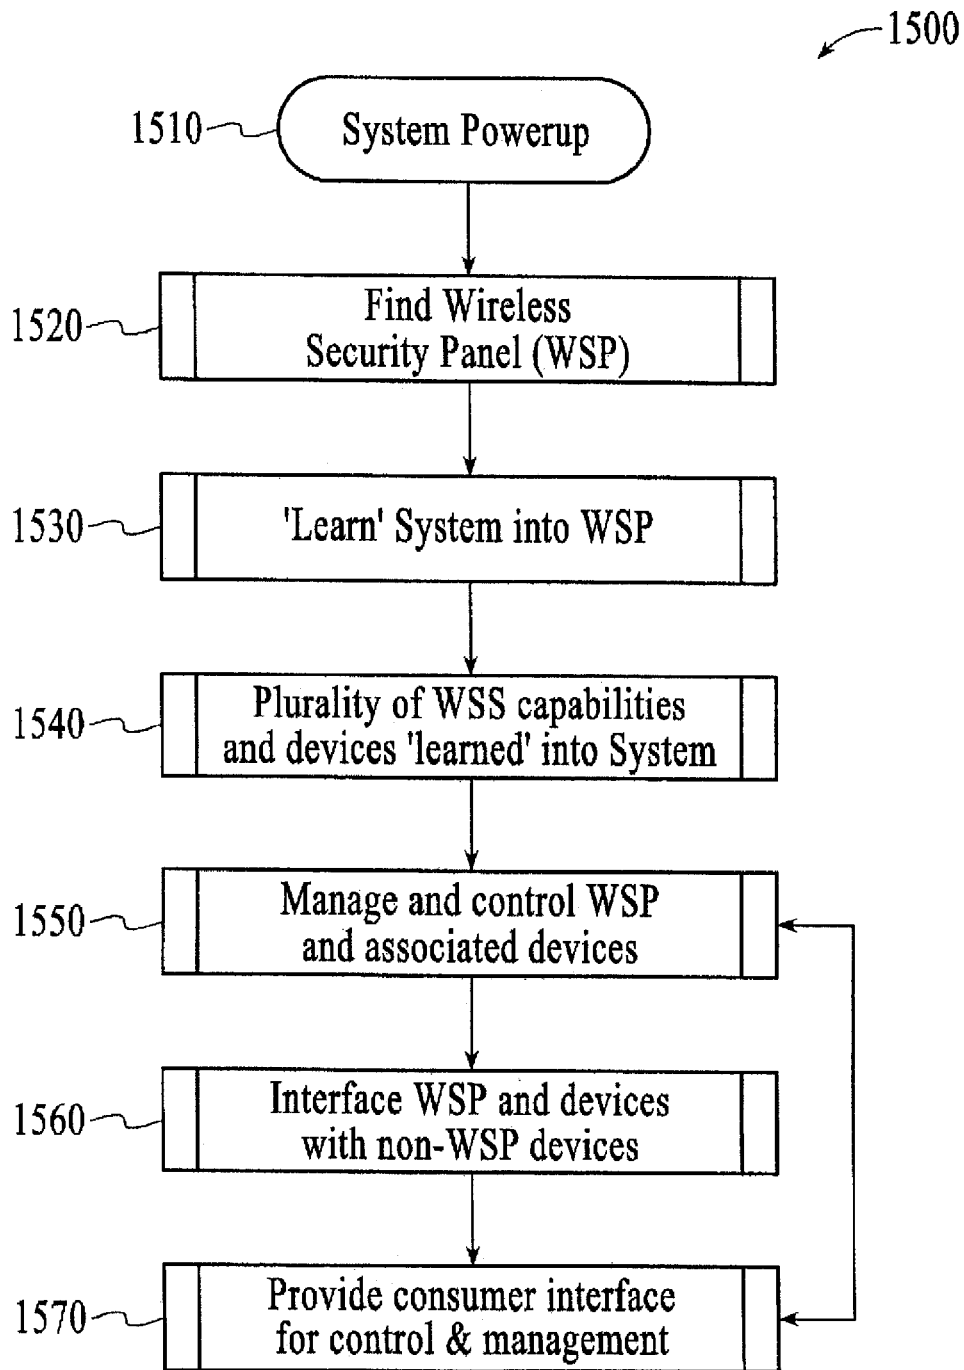 1500
1510
System Powerup
1520
Find Wireless
Security Panel (WSP)
1530
'Learn' System into WSP
1540
Plurality of WSS capabilities
and devices 'learned' into System
1550
Manage and control WSP
and associated devices
1560
Interface WSP and devices
with non-WSP devices
1570
Provide consumer interface
for control & management